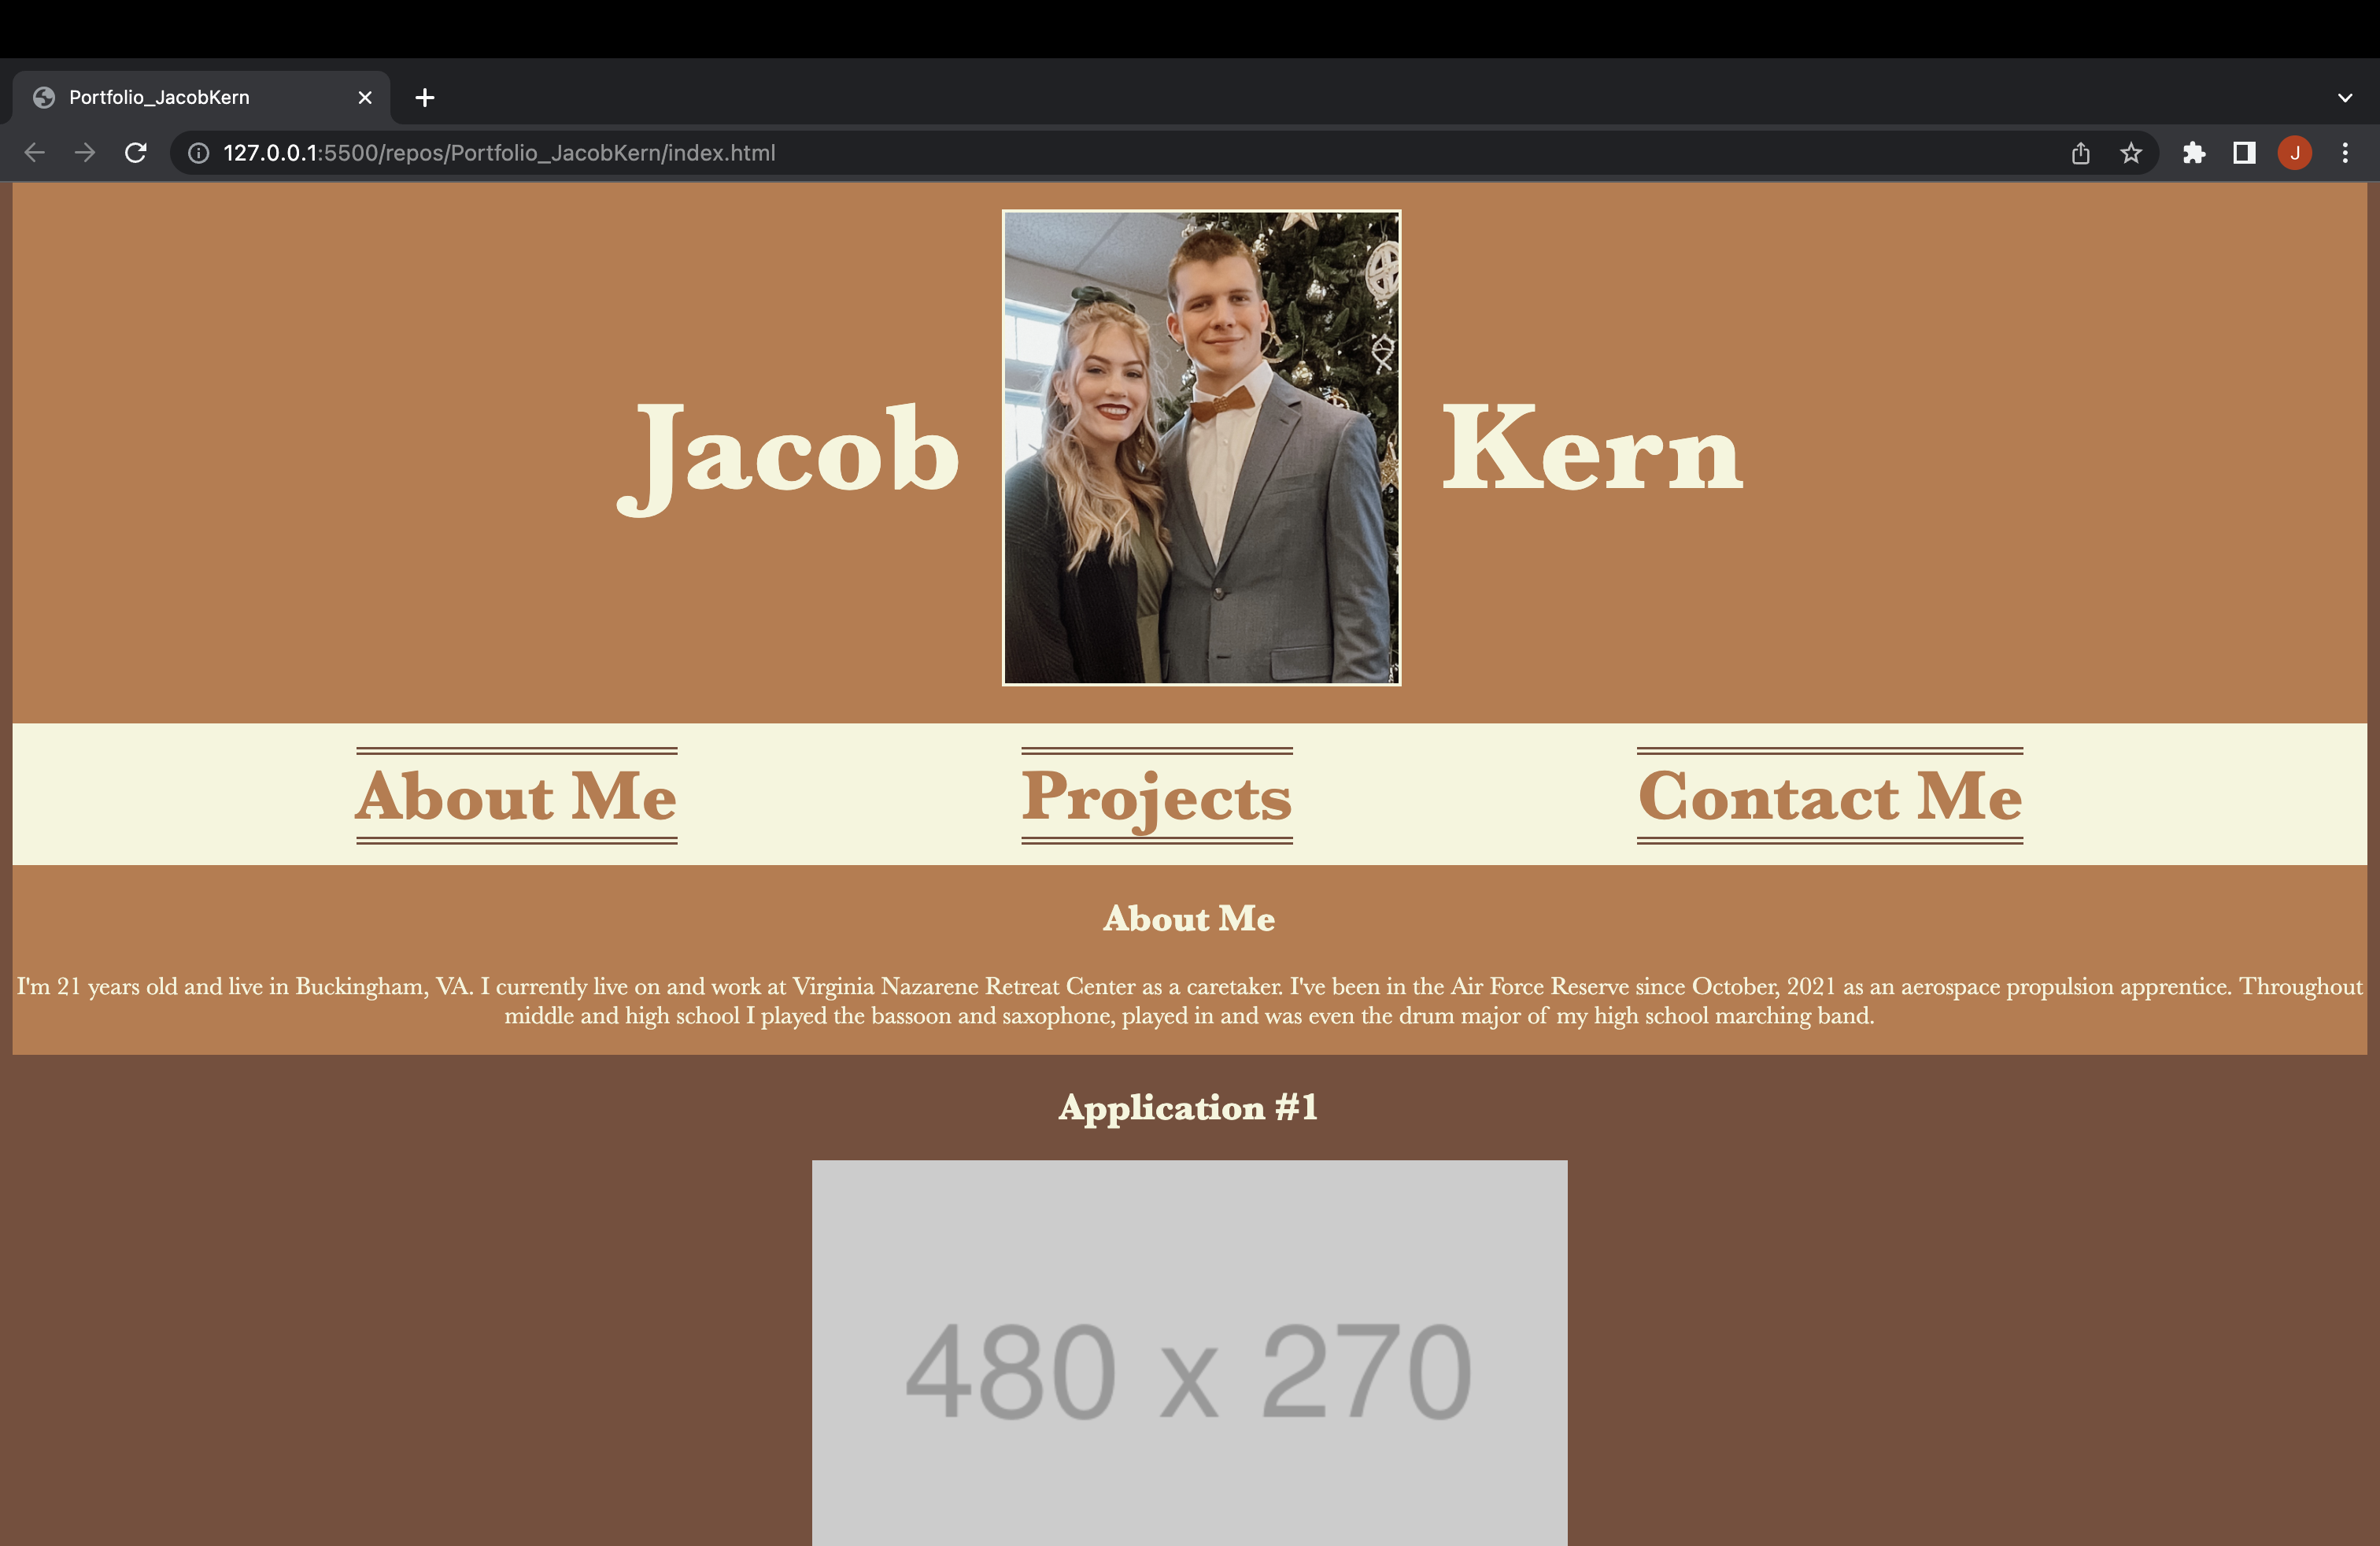 Portfolio_JacobKern
127.0.0.1:5500/repos/Portfolio_JacobKern/index.html
J
Jacob Kern
About Me Projects Contact Me
About Me
I'm 21 years old and live in Buckingham, VA. I currently live on and work at Virginia Nazarene Retreat Center as a caretaker. I've been in the Air Force Reserve since October, 2021 as an aerospace propulsion apprentice. Throughout
middle and high school I played the bassoon and saxophone, played in and was even the drum major of my high school marching band.
Application #1
480 x 270